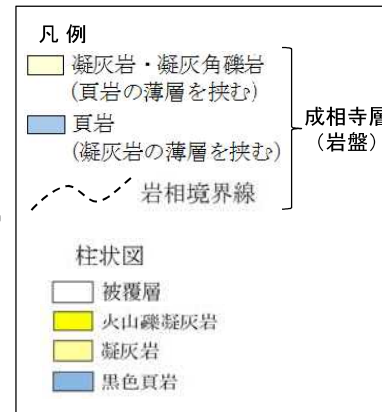 凡 例
凝灰岩・凝灰角礫岩
(頁岩の薄層を挟む)
頁岩
(凝灰岩の薄層を挟む)
成相寺層
(岩盤)
岩相境界線
柱状図
被覆層
火山礫凝灰岩
凝灰岩
黒色頁岩